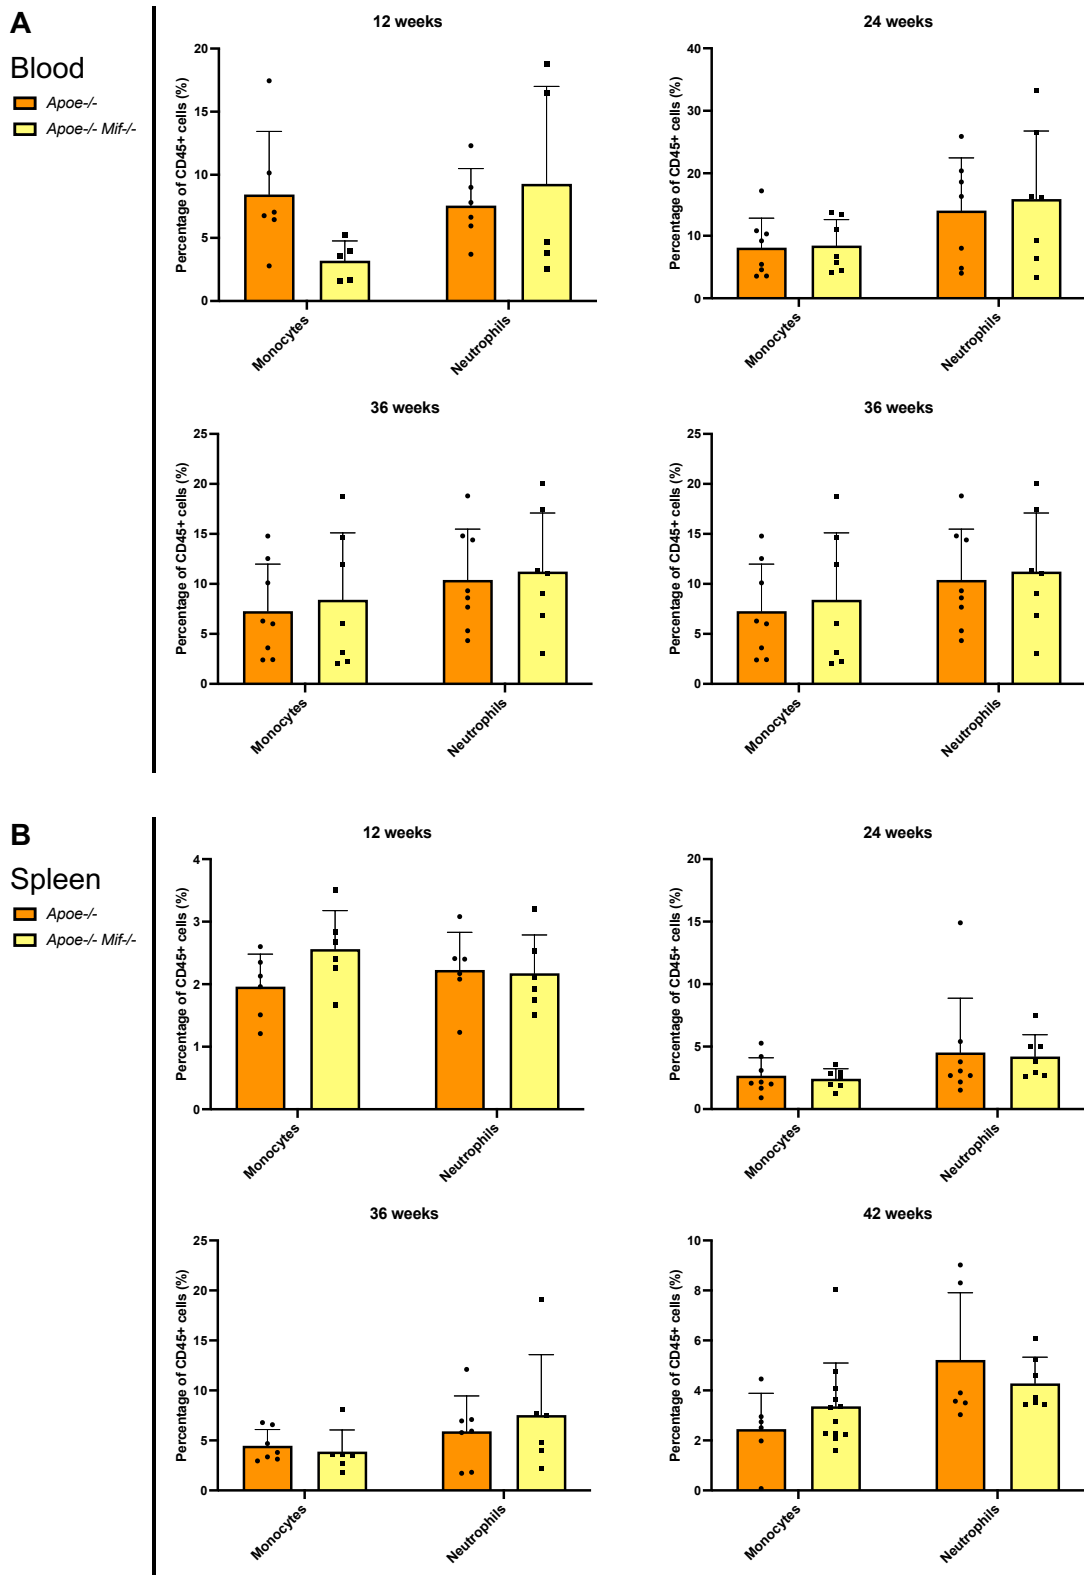 A
Blood
Apoe-/-
Apoe-/- Mif-/-
12 weeks
Percentage of CD45+ cells (%)
20
15
10
5
0
Monocytes
Neutrophils
24 weeks
Percentage of CD45+ cells (%)
40
30
20
10
0
Monocytes
Neutrophils
36 weeks
Percentage of CD45+ cells (%)
25
20
15
10
5
0
Monocytes
Neutrophils
36 weeks
Percentage of CD45+ cells (%)
25
20
15
10
5
0
Monocytes
Neutrophils
B
Spleen
Apoe-/-
Apoe-/- Mif-/-
12 weeks
Percentage of CD45+ cells (%)
4
3
2
1
0
Monocytes
Neutrophils
24 weeks
Percentage of CD45+ cells (%)
20
15
10
5
0
Monocytes
Neutrophils
36 weeks
Percentage of CD45+ cells (%)
25
20
15
10
5
0
Monocytes
Neutrophils
42 weeks
Percentage of CD45+ cells (%)
10
8
6
4
2
0
Monocytes
Neutrophils